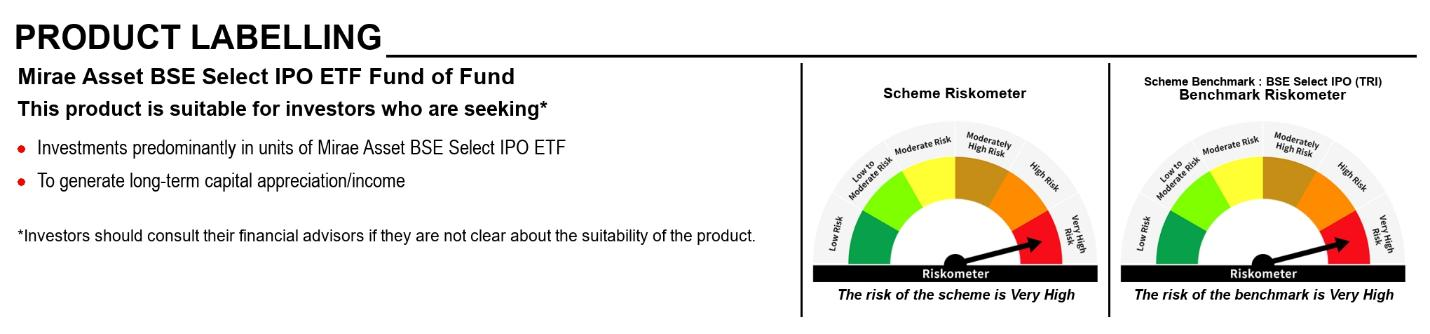 PRODUCT LABELLING
Mirae Asset BSE Select IPO ETF Fund of Fund
This product is suitable for investors who are seeking*
Investments predominantly in units of Mirae Asset BSE Select IPO ETF
To generate long-term capital appreciation/income
*Investors should consult their financial advisors if they are not clear about the suitability of the product.
Scheme Riskometer
Low Risk
Low to
Moderate Risk
Moderate Risk
Moderately
High Risk
High Risk
Very High
Risk
Riskometer
The risk of the scheme is Very High
Scheme Benchmark : BSE Select IPO (TRI)
Benchmark Riskometer
Low Risk
Low to
Moderate Risk
Moderate Risk
Moderately
High Risk
High Risk
Very High
Risk
Riskometer
The risk of the benchmark is Very High